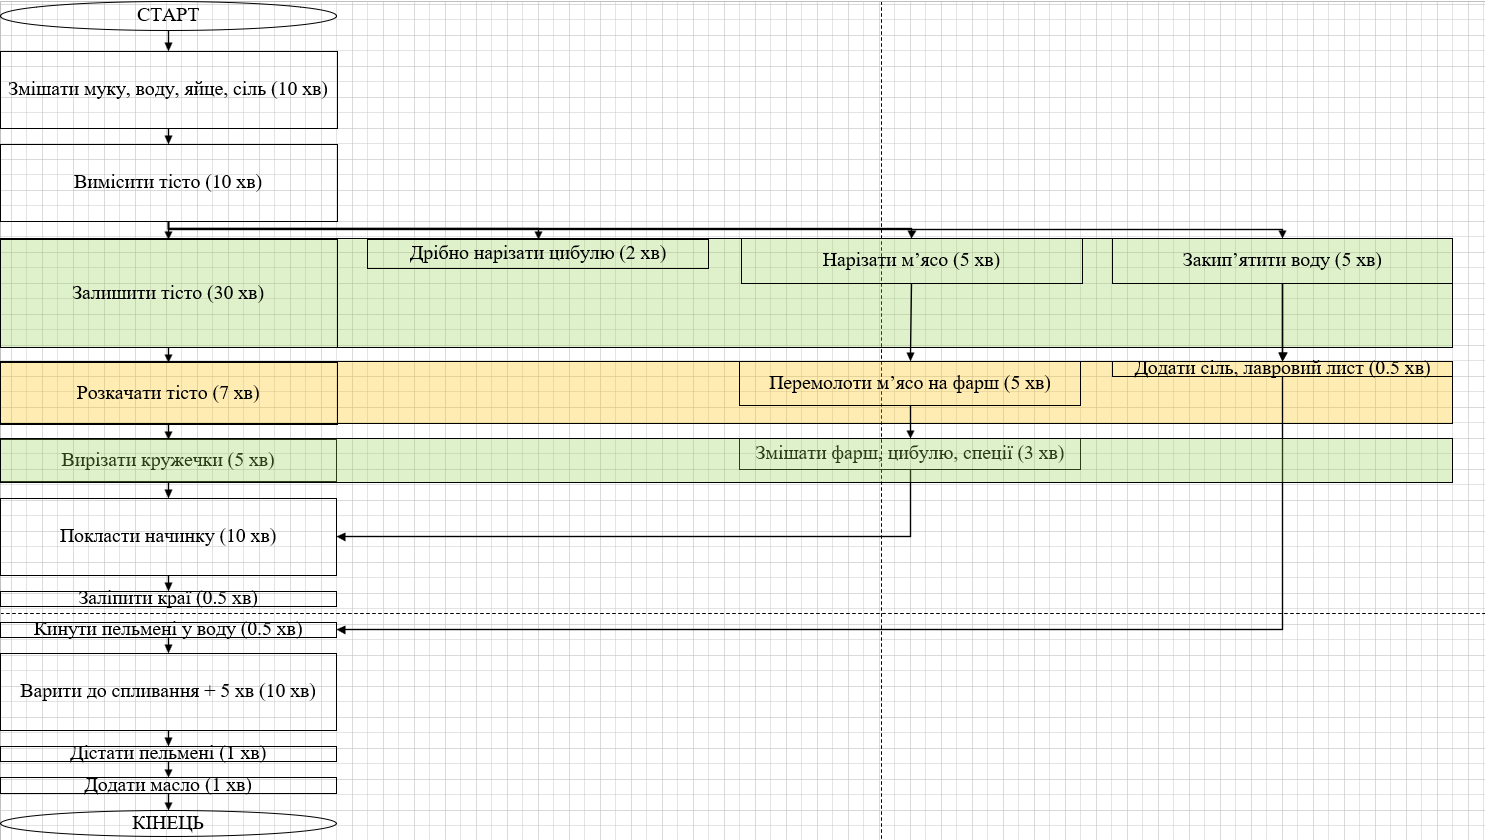 СТАРТ
Змішати муку, воду, яйце, сіль (10 хв)
Вимісити тісто (10 хв)
Залишити тісто (30 хв)
Дрібно нарізати цибулю (2 хв)
Нарізати м’ясо (5 хв)
Закип’ятити воду (5 хв)
Розкачати тісто (7 хв)
Перемолоти м’ясо на фарш (5 хв)
Додати сіль, лавровий лист (0.5 хв)
Вирізати кружечки (5 хв)
Змішати фарш, цибулю, спеції (3 хв)
Покласти начинку (10 хв)
Заліпити краї (0.5 хв)
Кинути пельмені у воду (0.5 хв)
Варити до спливання + 5 хв (10 хв)
Дістати пельмені (1 хв)
Додати масло (1 хв)
КІНЕЦЬ